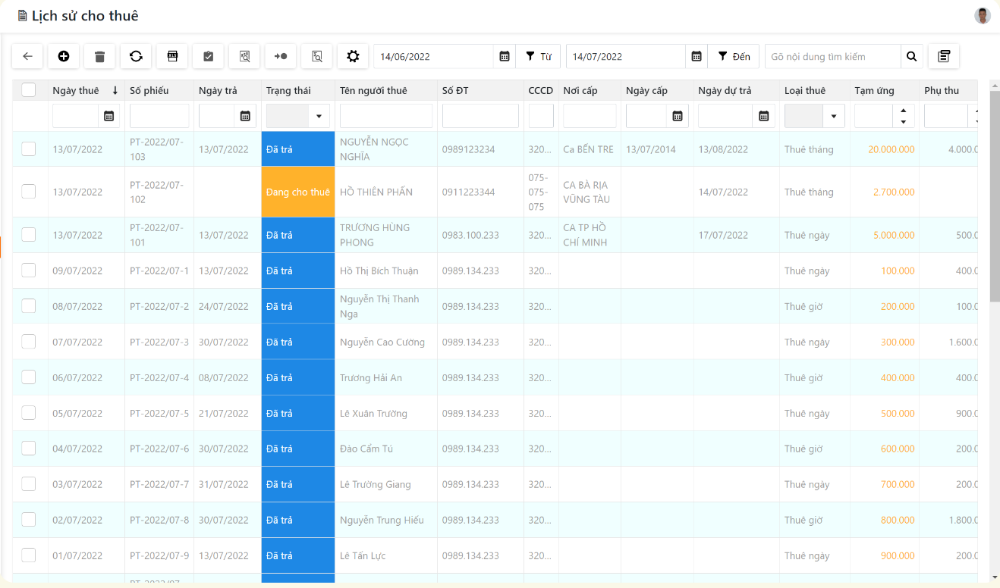 Lịch sử cho thuê
14/06/2022 Từ 14/07/2022 Đến Gõ nội dung tìm kiếm
Ngày thuê Số phiếu Ngày trả Trạng thái Tên người thuê Số ĐT CCCD Nơi cấp Ngày cấp Ngày dự trả Loại thuê Tạm ứng Phụ thu
13/07/2022 PT-2022/07-103 13/07/2022 Đã trả NGUYỄN NGỌC NGHĨA 0989123234 320... Ca BẾN TRE 13/07/2014 13/08/2022 Thuê tháng 20.000.000 4.000.0
13/07/2022 PT-2022/07-102 Đang cho thuê HỒ THIÊN PHẤN 0911223344 075-075-075 CA BÀ RỊA VŨNG TÀU 14/07/2022 Thuê tháng 2.700.000
13/07/2022 PT-2022/07-101 Đã trả TRƯƠNG HÙNG PHONG 0983.100.233 320... CA TP HỒ CHÍ MINH 17/07/2022 Thuê ngày 5.000.000 500.0
09/07/2022 PT-2022/07-1 13/07/2022 Đã trả Hồ Thị Bích Thuận 0989.134.233 320... Thuê ngày 100.000 400.0
08/07/2022 PT-2022/07-2 24/07/2022 Đã trả Nguyễn Thị Thanh Nga 0989.134.233 320... Thuê giờ 200.000 100.0
07/07/2022 PT-2022/07-3 30/07/2022 Đã trả Nguyễn Cao Cường 0989.134.233 320... Thuê ngày 300.000 1.600.0
06/07/2022 PT-2022/07-4 08/07/2022 Đã trả Trương Hải An 0989.134.233 320... Thuê giờ 400.000 400.0
05/07/2022 PT-2022/07-5 21/07/2022 Đã trả Lê Xuân Trường 0989.134.233 320... Thuê ngày 500.000 900.0
04/07/2022 PT-2022/07-6 30/07/2022 Đã trả Đào Cẩm Tú 0989.134.233 320... Thuê giờ 600.000 200.0
03/07/2022 PT-2022/07-7 31/07/2022 Đã trả Lê Trường Giang 0989.134.233 320... Thuê ngày 700.000 200.0
02/07/2022 PT-2022/07-8 30/07/2022 Đã trả Nguyễn Trung Hiếu 0989.134.233 320... Thuê giờ 800.000 1.800.0
01/07/2022 PT-2022/07-9 13/07/2022 Đã trả Lê Tấn Lực 0989.134.233 320... Thuê ngày 900.000 200.0